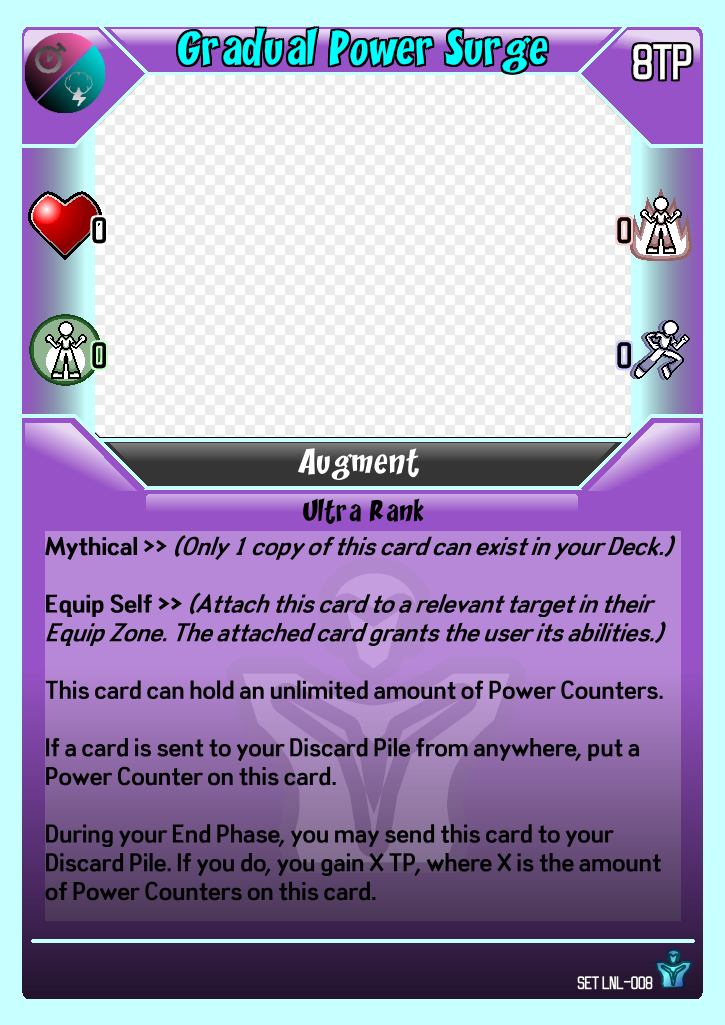 Gradual Power Surge
8TP
0
0
0
0
Augment
Ultra Rank
Mythical >> (Only 1 copy of this card can exist in your Deck.)
Equip Self >> (Attach this card to a relevant target in their
Equip Zone. The attached card grants the user its abilities.)
This card can hold an unlimited amount of Power Counters.
If a card is sent to your Discard Pile from anywhere, put a
Power Counter on this card.
During your End Phase, you may send this card to your
Discard Pile. If you do, you gain X TP, where X is the amount
of Power Counters on this card.
SET LNL-008